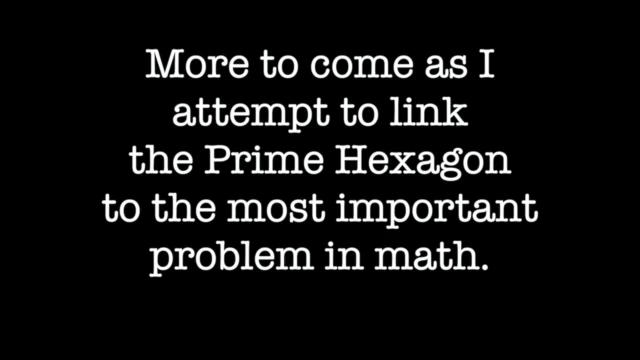 More to come as I
attempt to link
the Prime Hexagon
to the most important
problem in math.